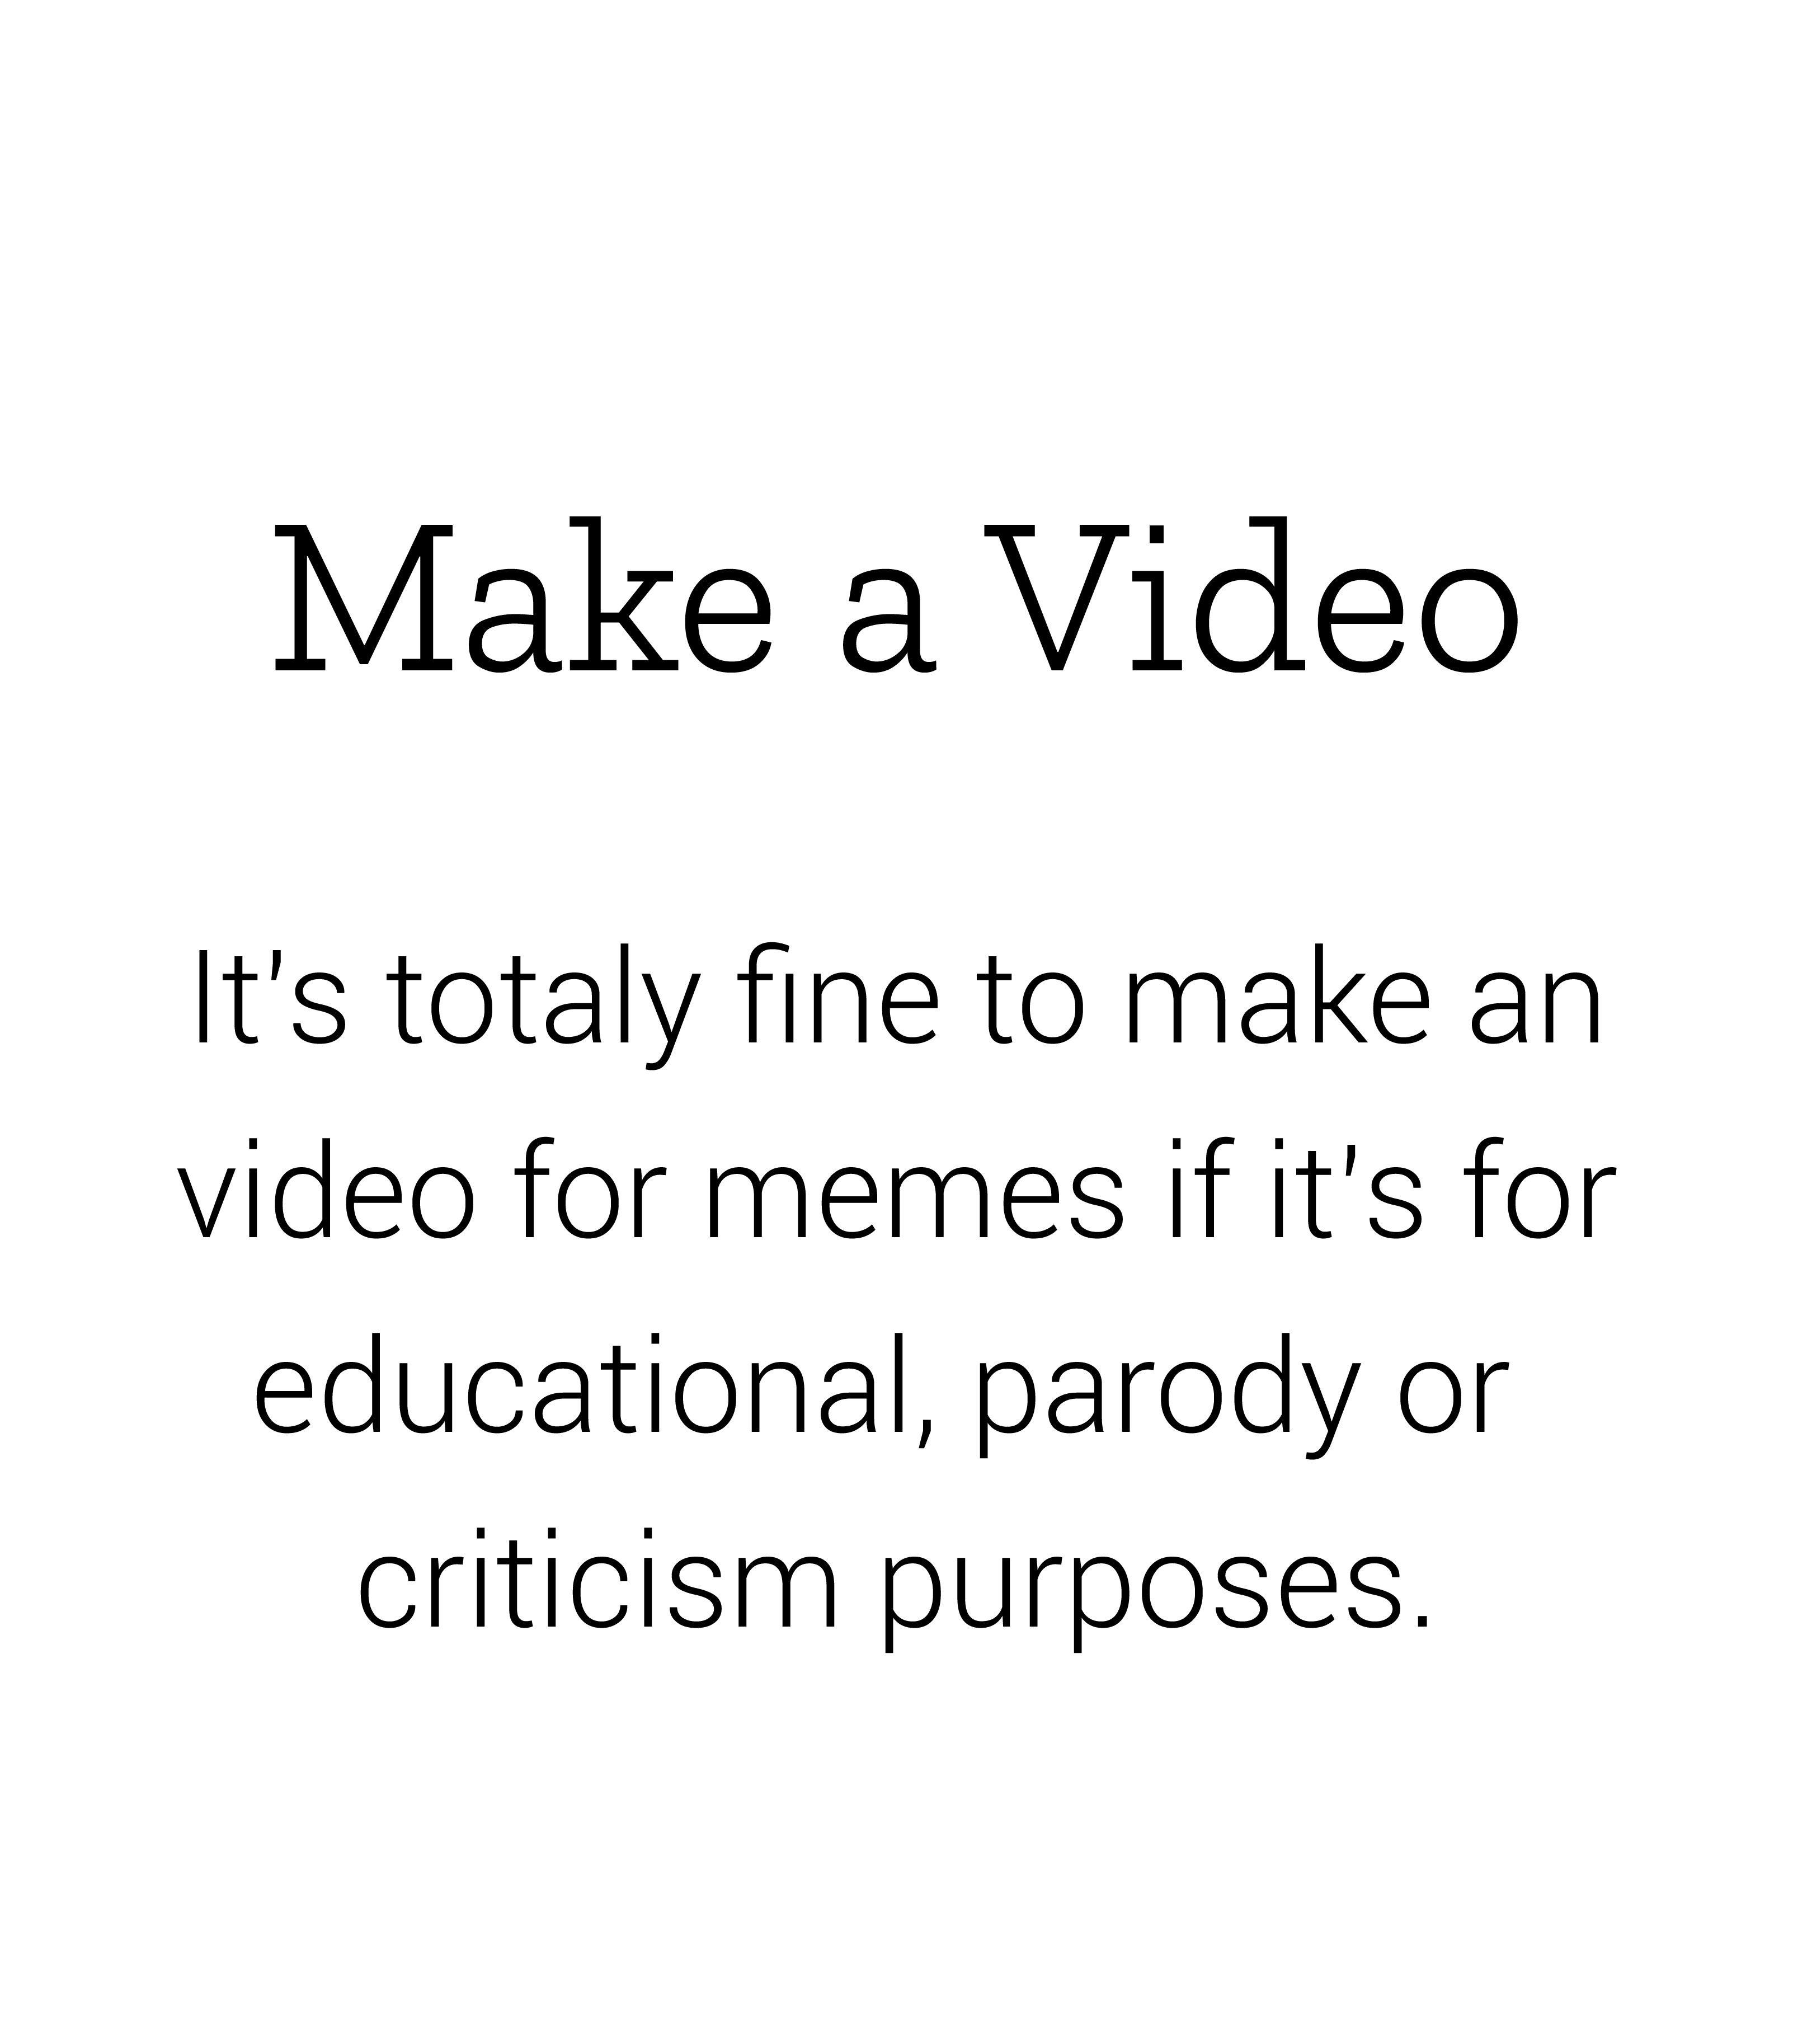 Make a Video
It’s totaly fine to make an
video for memes if it’s for
educational, parody or
criticism purposes.